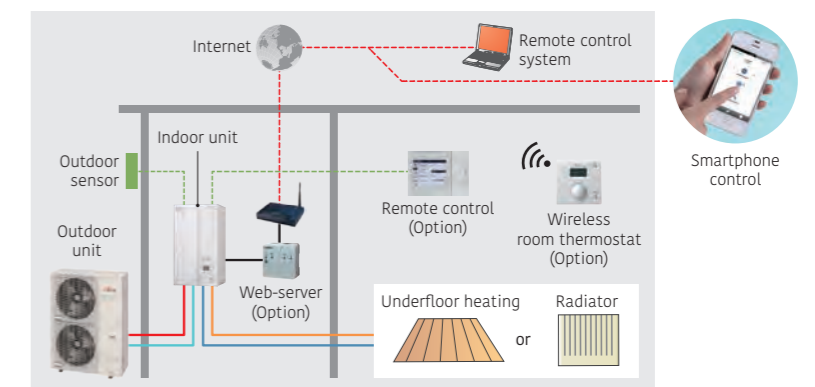 Internet
Remote control
system
Smartphone
control
Indoor unit
Outdoor
sensor
Remote control
(Option)
Wireless
room thermostat
(Option)
Outdoor
unit
Web-server
(Option)
Underfloor heating
or
Radiator